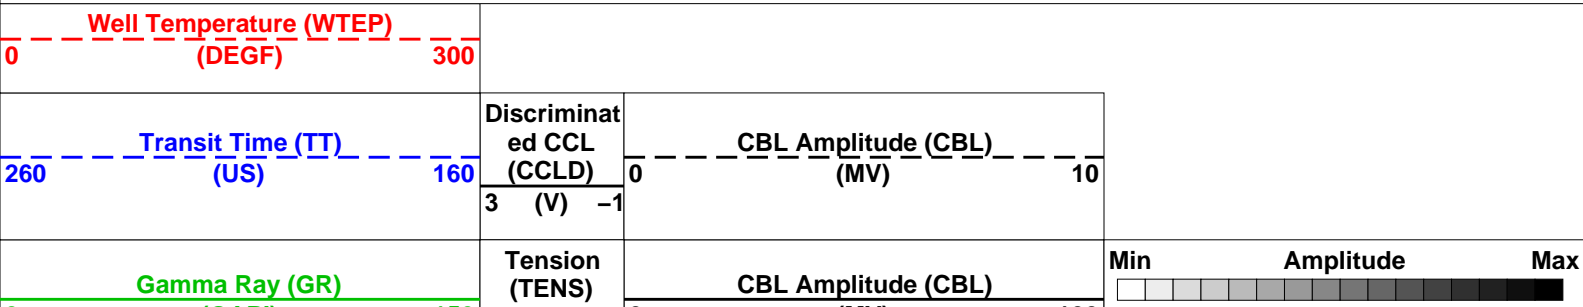 Well Temperature (WTEP)
0 (DEGF) 300
Discriminat
ed CCL
(CCLD)
3 (V) −1
Transit Time (TT)
260 (US) 160
CBL Amplitude (CBL)
0 (MV) 10
Tension
(TENS)
Gamma Ray (GR)
CBL Amplitude (CBL)
Min Amplitude Max